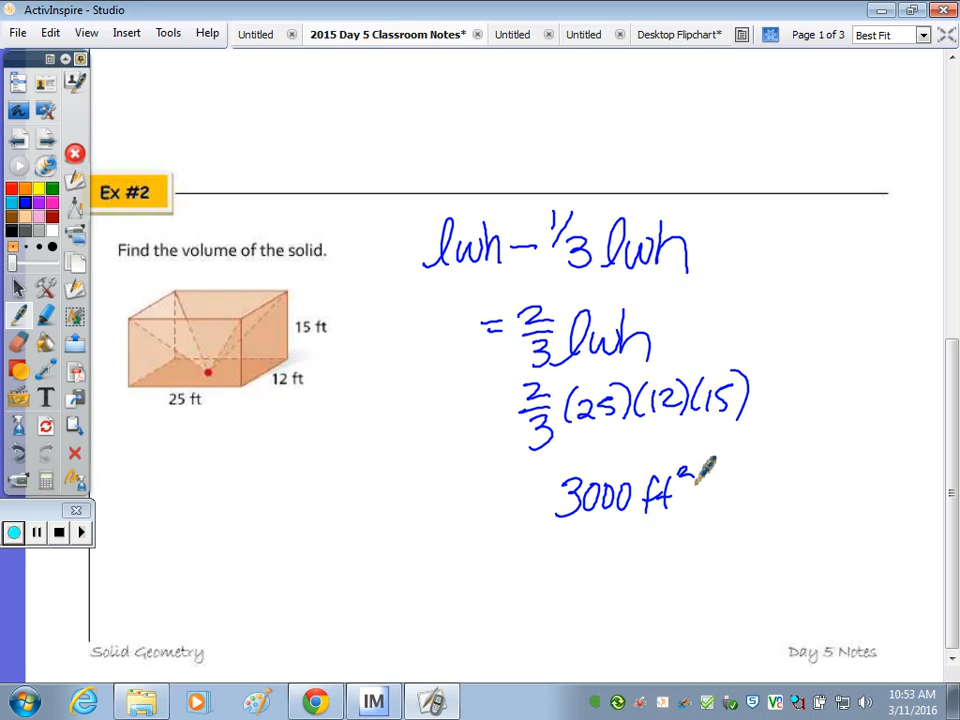 ActivInspire - Studio
File Edit View Insert Tools Help Untitled 2015 Day 5 Classroom Notes* Untitled Untitled Desktop Flipchart* Page 1 of 3 Best Fit
Ex #2
Find the volume of the solid.
15 ft
12 ft
25 ft
lwh - 1/3 lwh
= 2/3 lwh
2/3 (25)(12)(15)
3000 ft²
Solid Geometry
Day 5 Notes
IM
10:53 AM
3/11/2016